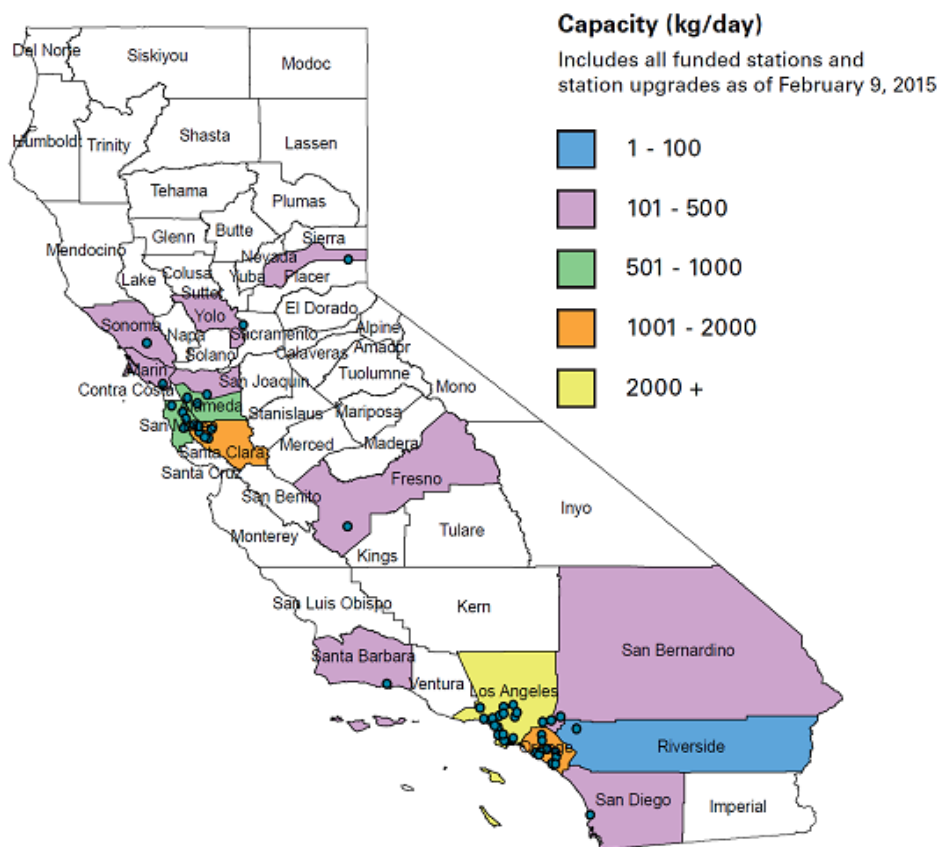 Capacity (kg/day)
Includes all funded stations and
station upgrades as of February 9, 2015
1 - 100
101 - 500
501 - 1000
1001 - 2000
2000 +
Del Norte
Siskiyou
Modoc
Humboldt
Trinity
Shasta
Lassen
Tehama
Plumas
Mendocino
Glenn
Butte
Sierra
Nevada
Lake
Colusa
Yuba
Placer
Sutter
Yolo
El Dorado
Sonoma
Napa
Sacramento
Alpine
Solano
Calaveras
Amador
Marin
Tuolumne
Contra Costa
San Joaquin
Mono
Alameda
Stanislaus
Mariposa
San Mateo
Santa Clara
Merced
Madera
Santa Cruz
Fresno
San Benito
Inyo
Monterey
Tulare
Kings
San Luis Obispo
Kern
Santa Barbara
San Bernardino
Ventura
Los Angeles
Orange
Riverside
San Diego
Imperial